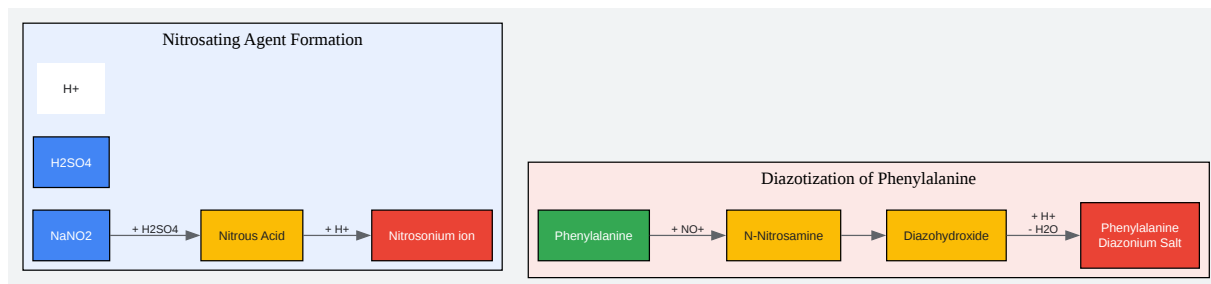 Nitrosating Agent Formation
H+
H2SO4
NaNO2
+ H2SO4
Nitrous Acid
+ H+
Nitrosonium ion
Diazotization of Phenylalanine
Phenylalanine
+ NO+
N-Nitrosamine
Diazohydroxide
+ H+
- H2O
Phenylalanine
Diazonium Salt